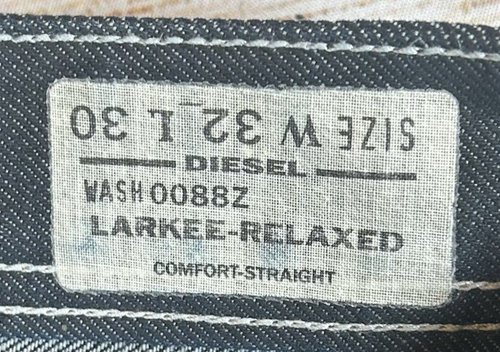 SIZE W 32 L 30
DIESEL
WASH 0088Z
LARKEE-RELAXED
COMFORT-STRAIGHT